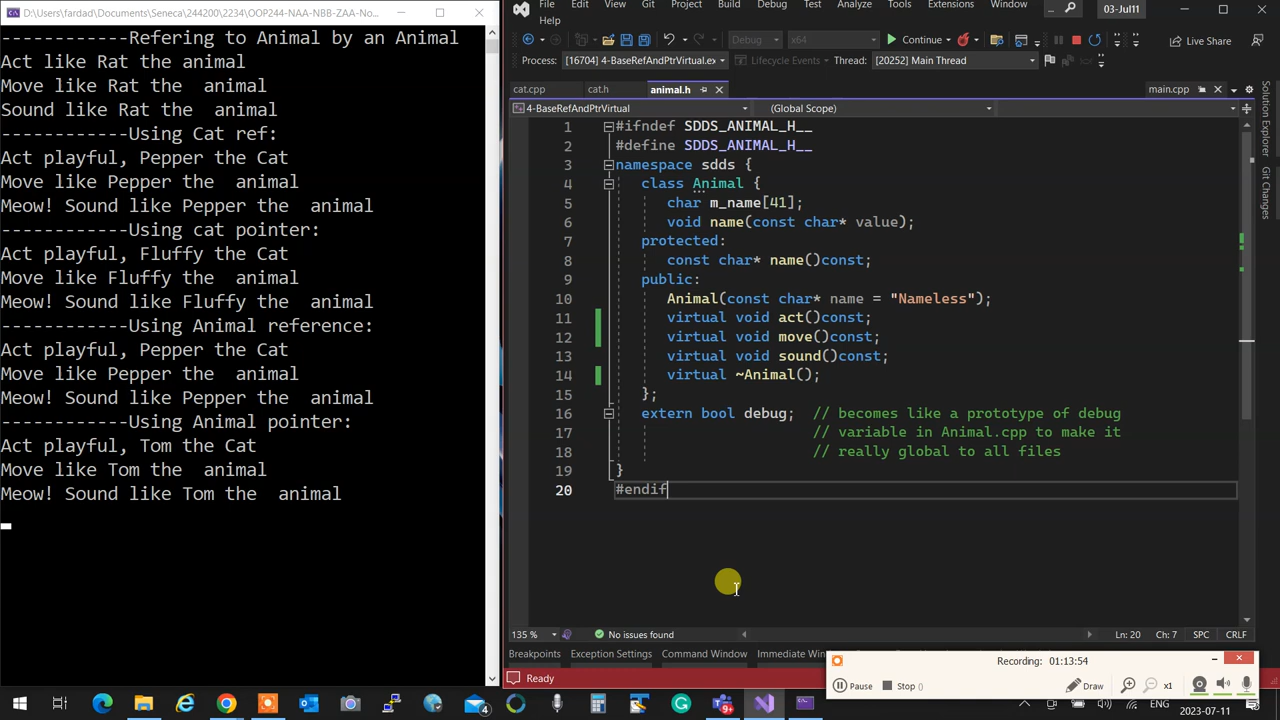 D:\Users\fardad\Documents\Seneca\244200\2234\OOP244-NAA-NBB-ZAA-No...
------------Refering to Animal by an Animal
Act like Rat the animal
Move like Rat the  animal
Sound like Rat the  animal
------------Using Cat ref:
Act playful, Pepper the Cat
Move like Pepper the  animal
Meow! Sound like Pepper the  animal
------------Using cat pointer:
Act playful, Fluffy the Cat
Move like Fluffy the  animal
Meow! Sound like Fluffy the  animal
------------Using Animal reference:
Act playful, Pepper the Cat
Move like Pepper the  animal
Meow! Sound like Pepper the  animal
------------Using Animal pointer:
Act playful, Tom the Cat
Move like Tom the  animal
Meow! Sound like Tom the  animal
File Edit View Git Project Build Debug 03-Jul11
Test Analyze Tools Extensions Window Help
Debug x64 Continue Live Share
Process: [16704] 4-BaseRefAndPtrVirtual.exe Lifecycle Events Thread: [20252] Main Thread
cat.cpp cat.h animal.h main.cpp
4-BaseRefAndPtrVirtual (Global Scope)
1 #ifndef SDDS_ANIMAL_H__
2 #define SDDS_ANIMAL_H__
3 namespace sdds {
4 class Animal {
5 char m_name[41];
6 void name(const char* value);
7 protected:
8 const char* name()const;
9 public:
10 Animal(const char* name = "Nameless");
11 virtual void act()const;
12 virtual void move()const;
13 virtual void sound()const;
14 virtual ~Animal();
15 };
16 extern bool debug;  // becomes like a prototype of debug
17 // variable in Animal.cpp to make it
18 // really global to all files
19 }
20 #endif
Solution Explorer
Git Changes
135 % No issues found Ln: 20 Ch: 7 SPC CRLF
Breakpoints Exception Settings Command Window Immediate Win
Ready
Recording: 01:13:54
Pause Stop () Draw x1
ENG 2023-07-11